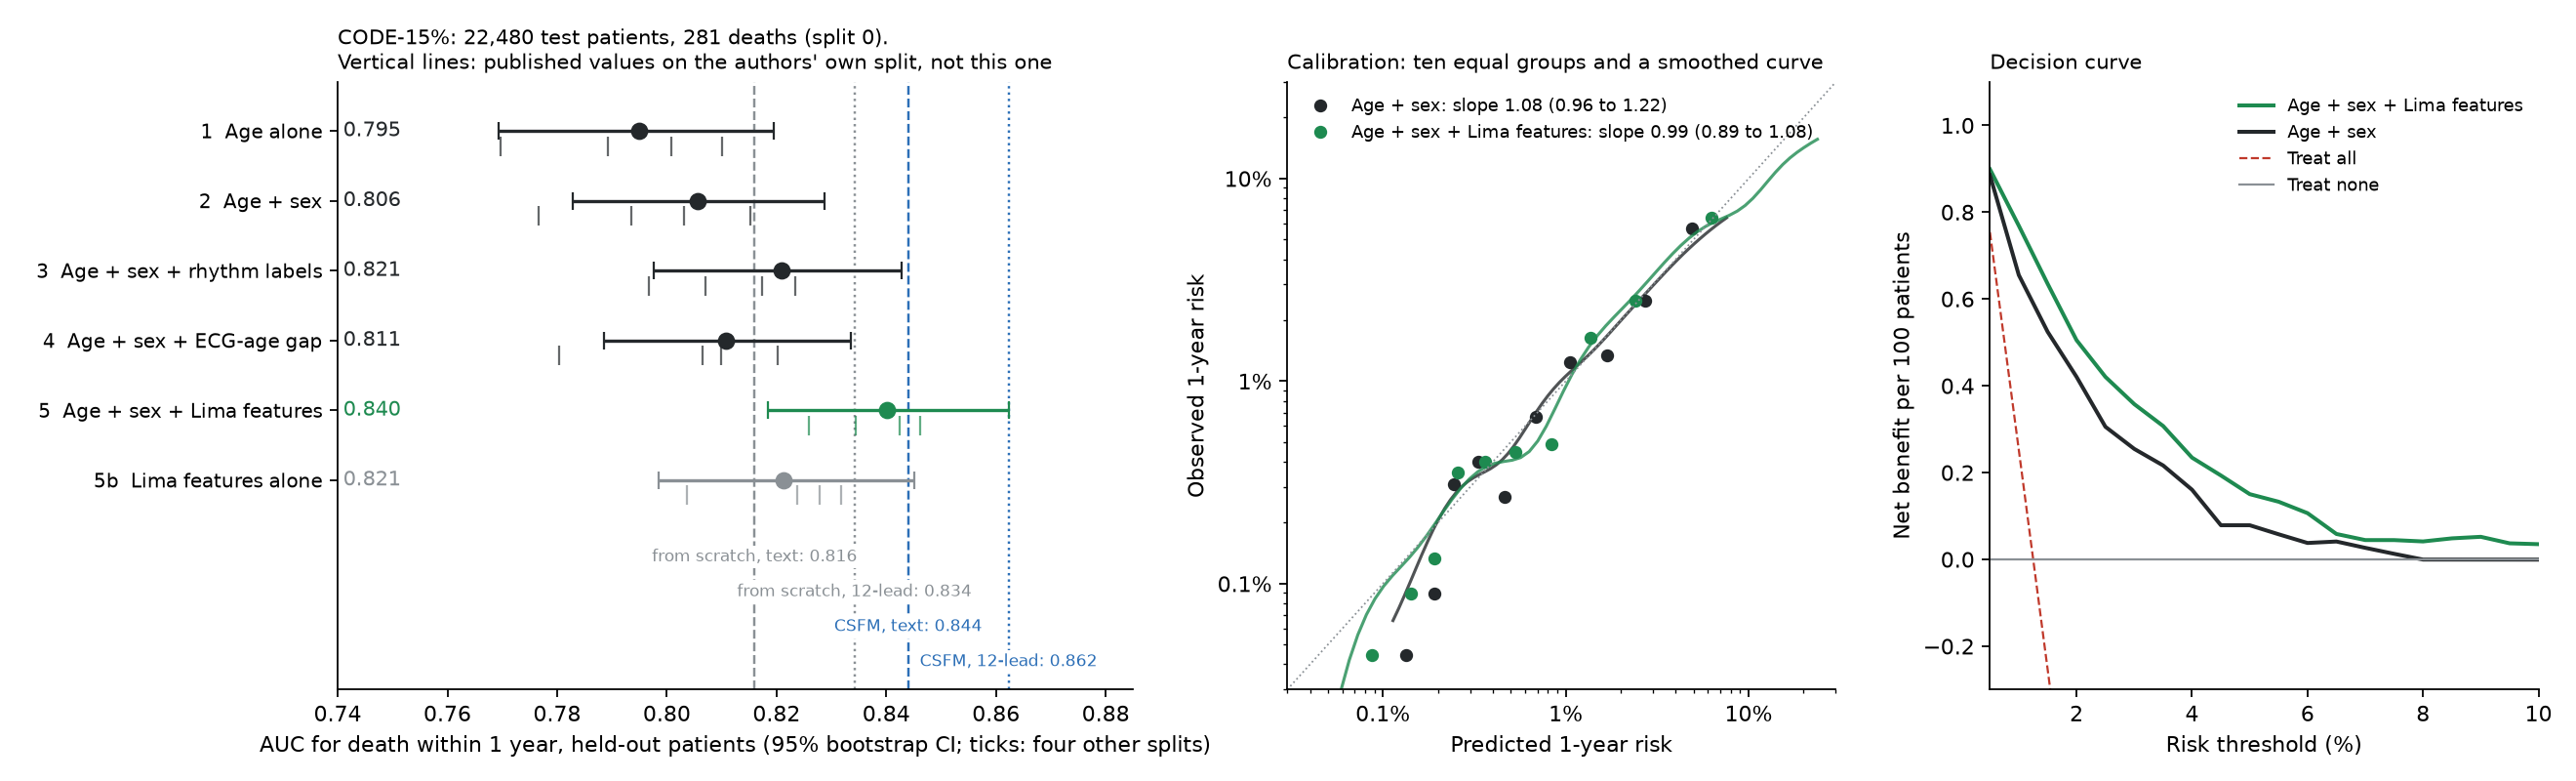 CODE-15%: 22,480 test patients, 281 deaths (split 0).
Vertical lines: published values on the authors' own split, not this one
1 Age alone 0.795
2 Age + sex 0.806
3 Age + sex + rhythm labels 0.821
4 Age + sex + ECG-age gap 0.811
5 Age + sex + Lima features 0.840
5b Lima features alone 0.821
from scratch, text: 0.816
from scratch, 12-lead: 0.834
CSFM, text: 0.844
CSFM, 12-lead: 0.862
0.74 0.76 0.78 0.80 0.82 0.84 0.86 0.88
AUC for death within 1 year, held-out patients (95% bootstrap CI; ticks: four other splits)
Calibration: ten equal groups and a smoothed curve
Age + sex: slope 1.08 (0.96 to 1.22)
Age + sex + Lima features: slope 0.99 (0.89 to 1.08)
Observed 1-year risk
10%
1%
0.1%
0.1% 1% 10%
Predicted 1-year risk
Decision curve
Age + sex + Lima features
Age + sex
Treat all
Treat none
Net benefit per 100 patients
1.0
0.8
0.6
0.4
0.2
0.0
−0.2
2 4 6 8 10
Risk threshold (%)